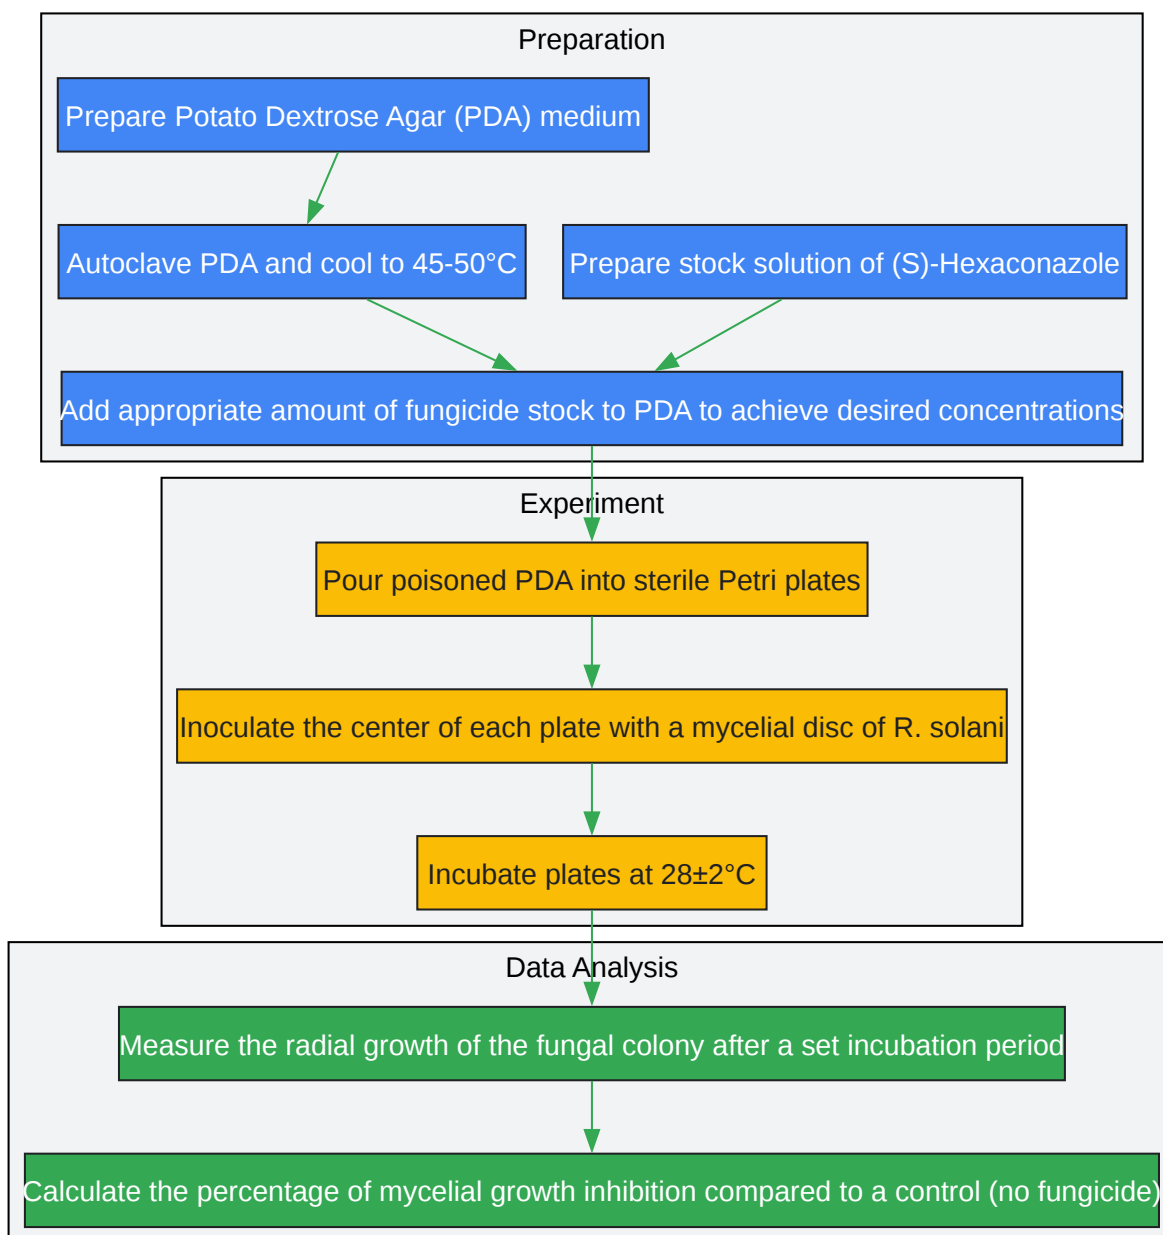 Preparation
Prepare Potato Dextrose Agar (PDA) medium
Autoclave PDA and cool to 45-50°C
Prepare stock solution of (S)-Hexaconazole
Add appropriate amount of fungicide stock to PDA to achieve desired concentrations
Experiment
Pour poisoned PDA into sterile Petri plates
Inoculate the center of each plate with a mycelial disc of R. solani
Incubate plates at 28±2°C
Data Analysis
Measure the radial growth of the fungal colony after a set incubation period
Calculate the percentage of mycelial growth inhibition compared to a control (no fungicide)